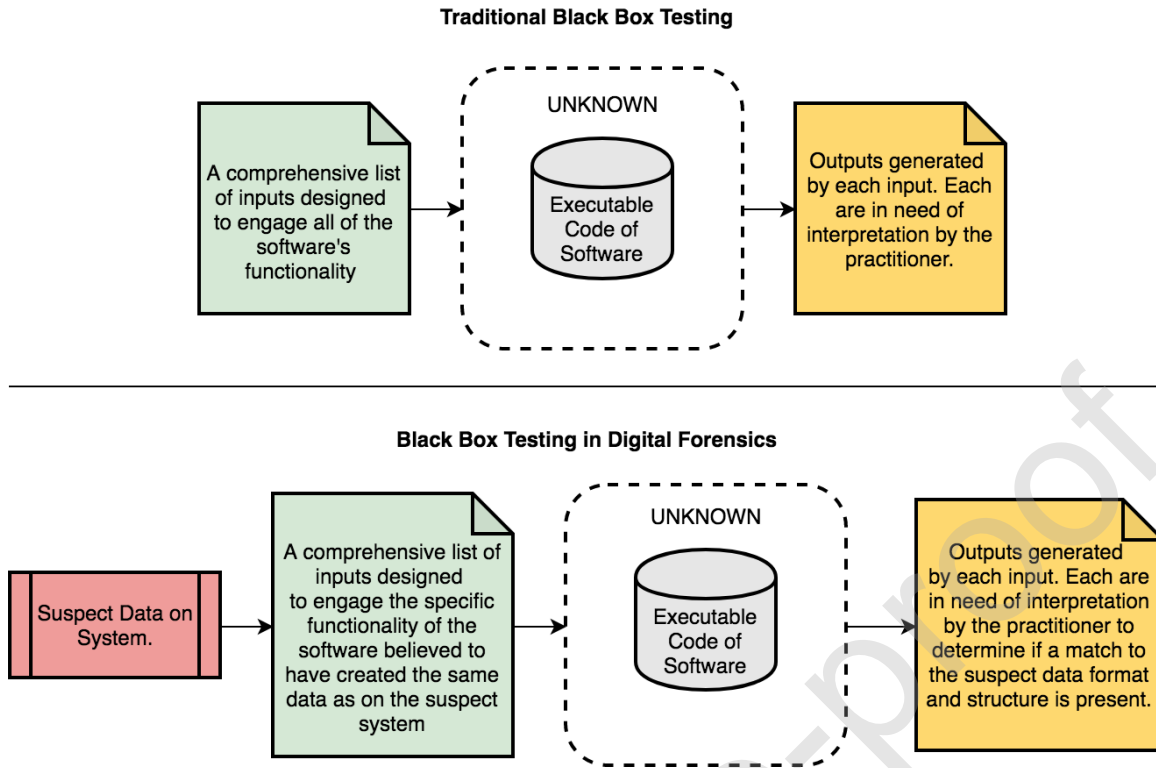 Traditional Black Box Testing
A comprehensive list
of inputs designed
to engage all of the
software's
functionality
UNKNOWN
Executable
Code of
Software
Outputs generated
by each input. Each
are in need of
interpretation by the
practitioner.
Black Box Testing in Digital Forensics
Suspect Data on
System.
A comprehensive list of
inputs designed
to engage the specific
functionality of the
software believed to
have created the same
data as on the suspect
system
UNKNOWN
Executable
Code of
Software
Outputs generated
by each input. Each are
in need of interpretation
by the practitioner to
determine if a match to
the suspect data format
and structure is present.
-proof